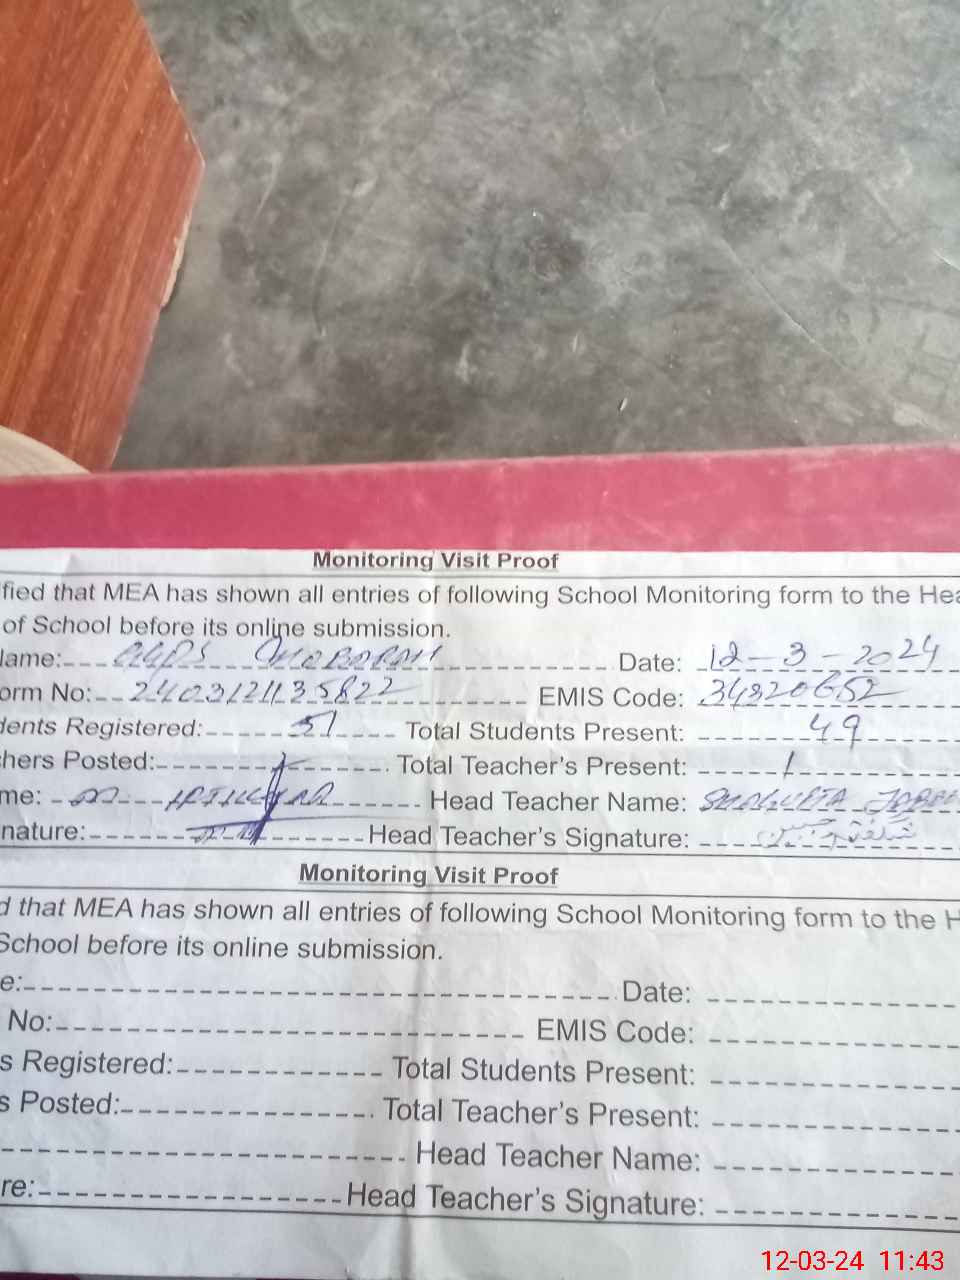 Monitoring Visit Proof
fied that MEA has shown all entries of following School Monitoring form to the Hea
of School before its online submission.
lame: Date: 12-3-2024
orm No: 2403121135822 EMIS Code: 34320652
dents Registered: 51 Total Students Present: 49
hers Posted: 1 Total Teacher's Present: 1
me: M. IFTIKHAR Head Teacher Name: SHAGUFTA
nature: Head Teacher's Signature:
Monitoring Visit Proof
d that MEA has shown all entries of following School Monitoring form to the H
School before its online submission.
e: Date:
No: EMIS Code:
s Registered: Total Students Present:
s Posted: Total Teacher's Present:
Head Teacher Name:
re: Head Teacher's Signature:
12-03-24 11:43